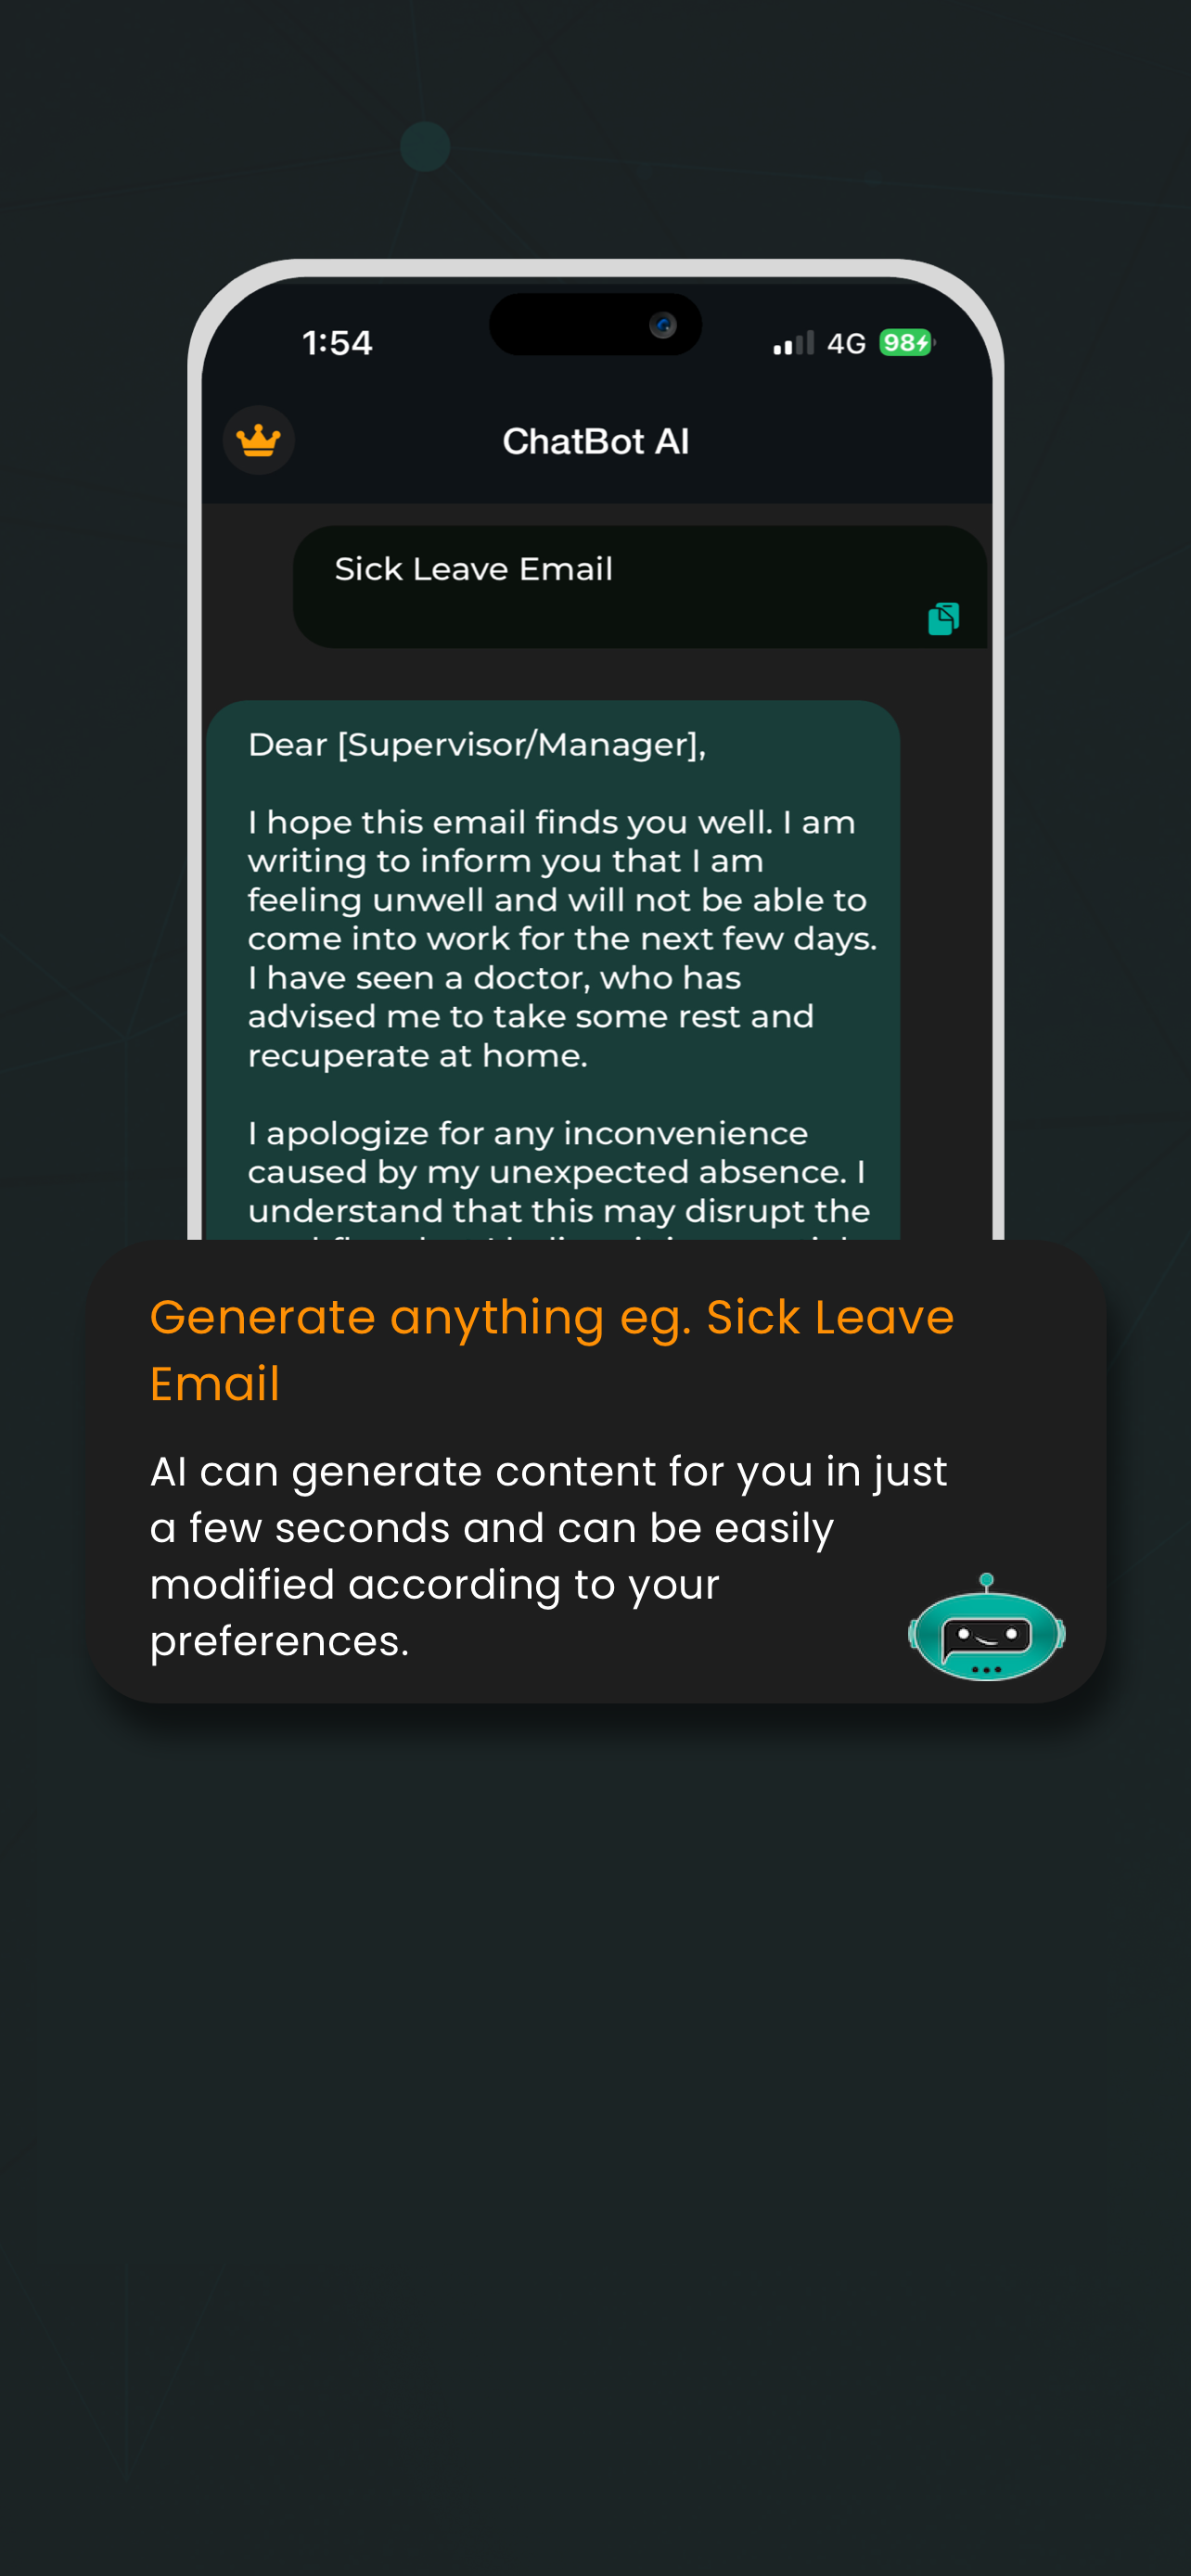 1:54
4G 98
ChatBot AI
Sick Leave Email
Dear [Supervisor/Manager],
I hope this email finds you well. I am
writing to inform you that I am
feeling unwell and will not be able to
come into work for the next few days.
I have seen a doctor, who has
advised me to take some rest and
recuperate at home.
I apologize for any inconvenience
caused by my unexpected absence. I
understand that this may disrupt the
Generate anything eg. Sick Leave
Email
AI can generate content for you in just
a few seconds and can be easily
modified according to your
preferences.